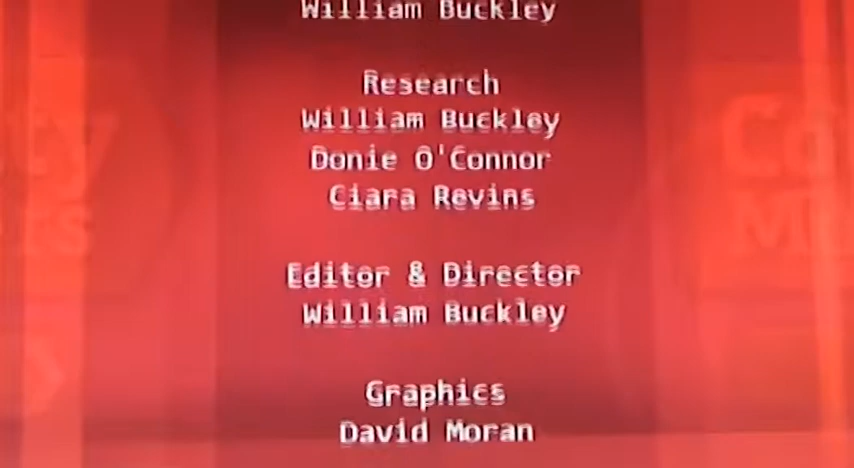 William Buckley
Research
William Buckley
Donie O'Connor
Ciara Revins
Editor & Director
William Buckley
Graphics
David Moran